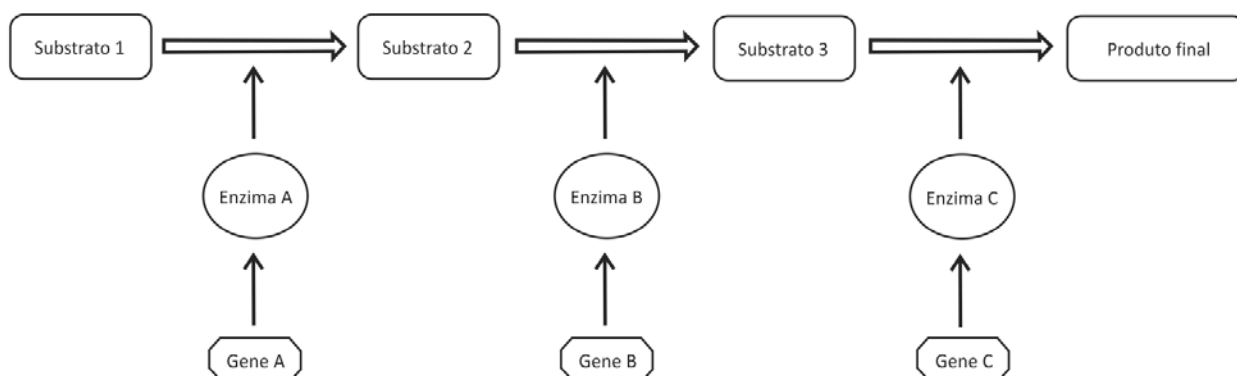 Substrato 1
Substrato 2
Substrato 3
Produto final
Enzima A
Enzima B
Enzima C
Gene A
Gene B
Gene C